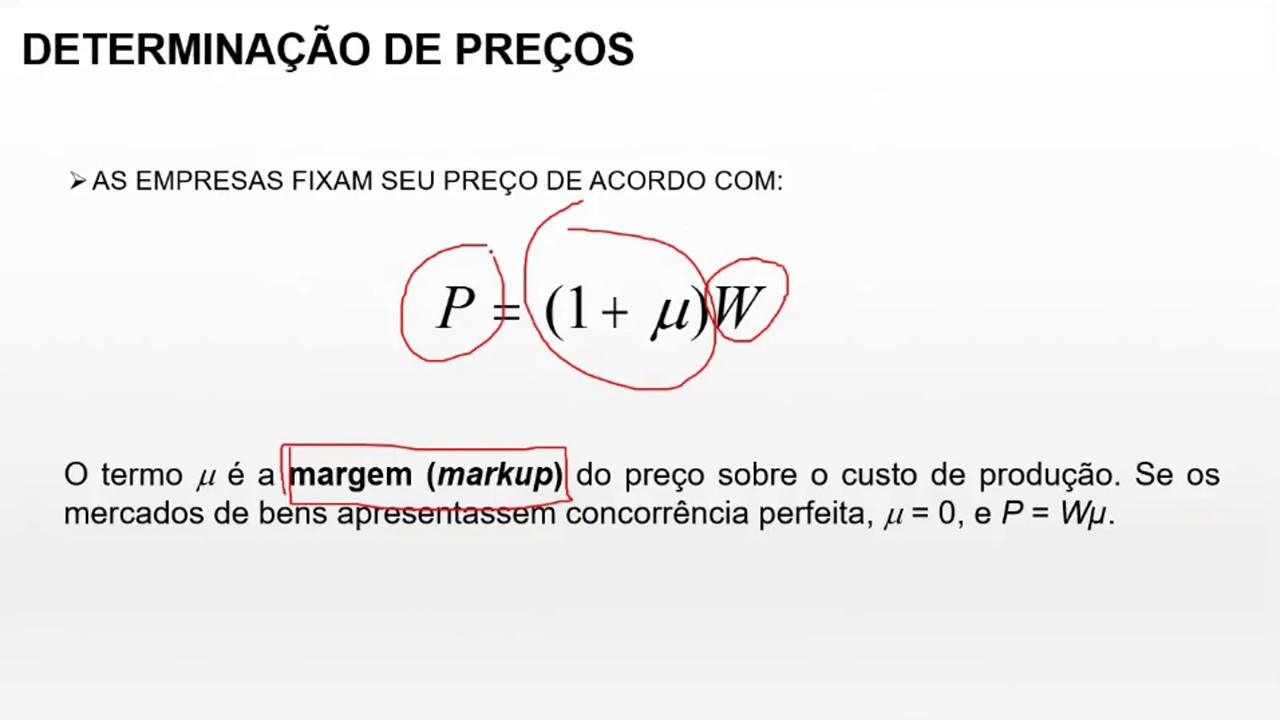 DETERMINAÇÃO DE PREÇOS
➢ AS EMPRESAS FIXAM SEU PREÇO DE ACORDO COM:
P = (1 + μ)W
O termo μ é a margem (markup) do preço sobre o custo de produção. Se os
mercados de bens apresentassem concorrência perfeita, μ = 0, e P = Wμ.